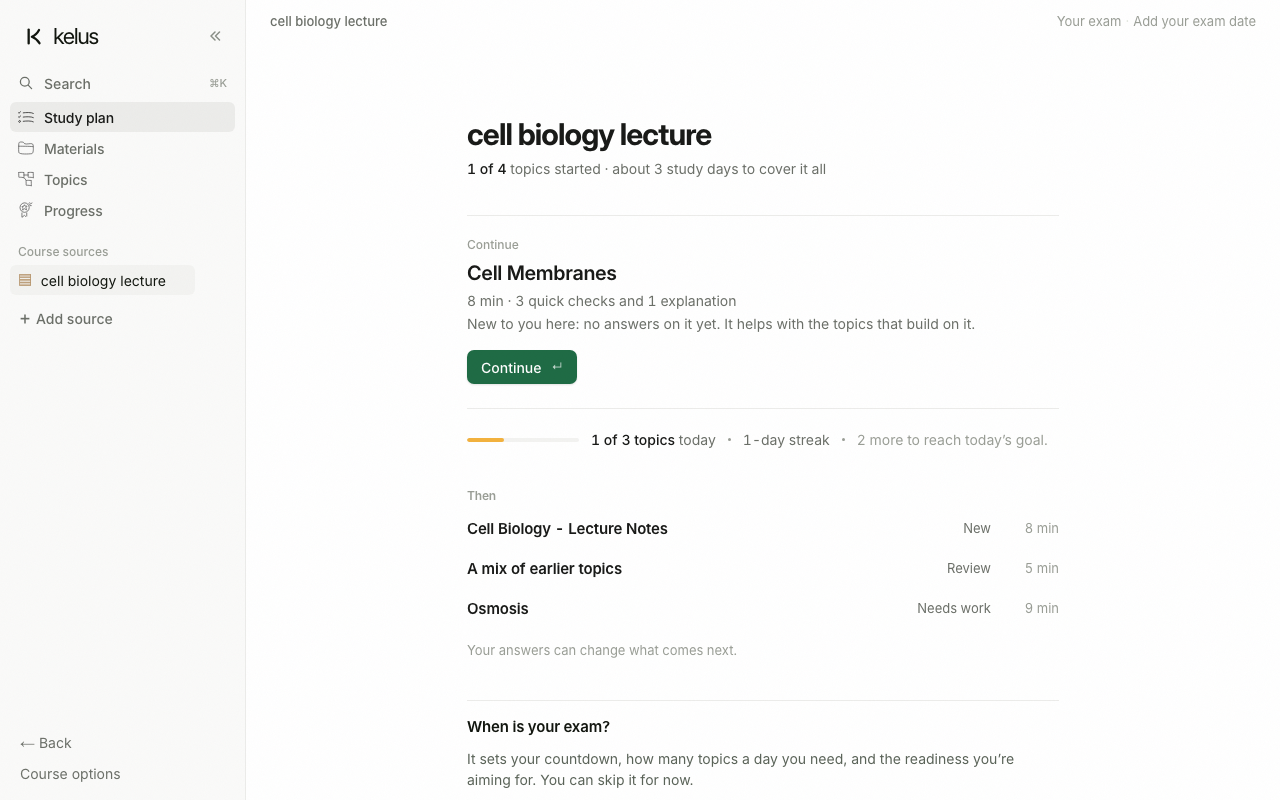 kelus
cell biology lecture
Your exam · Add your exam date
Search ⌘K
Study plan
Materials
Topics
Progress
Course sources
cell biology lecture
+ Add source
← Back
Course options
cell biology lecture
1 of 4 topics started · about 3 study days to cover it all
Continue
Cell Membranes
8 min · 3 quick checks and 1 explanation
New to you here: no answers on it yet. It helps with the topics that build on it.
Continue ↵
1 of 3 topics today • 1-day streak • 2 more to reach today’s goal.
Then
Cell Biology - Lecture Notes New 8 min
A mix of earlier topics Review 5 min
Osmosis Needs work 9 min
Your answers can change what comes next.
When is your exam?
It sets your countdown, how many topics a day you need, and the readiness you’re
aiming for. You can skip it for now.